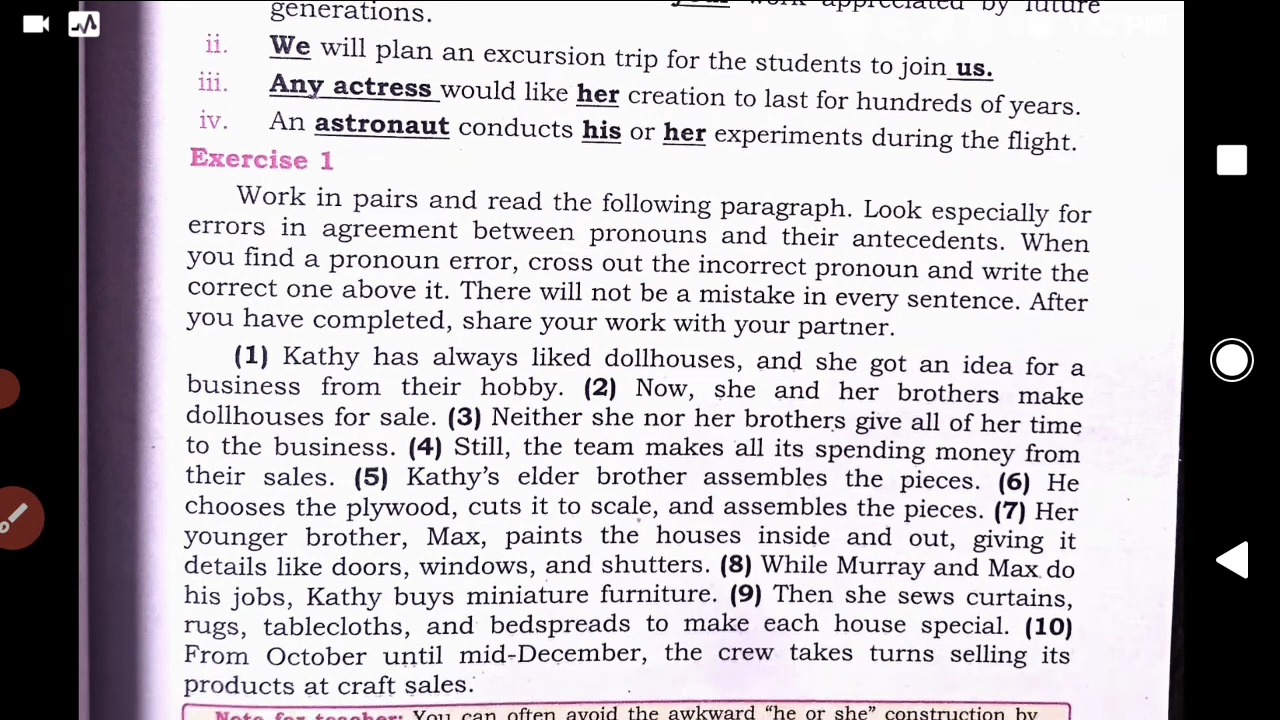 your work appreciated by future
generations.
ii. We will plan an excursion trip for the students to join us.
iii. Any actress would like her creation to last for hundreds of years.
iv. An astronaut conducts his or her experiments during the flight.
Exercise 1
Work in pairs and read the following paragraph. Look especially for
errors in agreement between pronouns and their antecedents. When
you find a pronoun error, cross out the incorrect pronoun and write the
correct one above it. There will not be a mistake in every sentence. After
you have completed, share your work with your partner.
(1) Kathy has always liked dollhouses, and she got an idea for a
business from their hobby. (2) Now, she and her brothers make
dollhouses for sale. (3) Neither she nor her brothers give all of her time
to the business. (4) Still, the team makes all its spending money from
their sales. (5) Kathy's elder brother assembles the pieces. (6) He
chooses the plywood, cuts it to scale, and assembles the pieces. (7) Her
younger brother, Max, paints the houses inside and out, giving it
details like doors, windows, and shutters. (8) While Murray and Max do
his jobs, Kathy buys miniature furniture. (9) Then she sews curtains,
rugs, tablecloths, and bedspreads to make each house special. (10)
From October until mid-December, the crew takes turns selling its
products at craft sales.
Note for teacher: You can often avoid the awkward "he or she" construction by